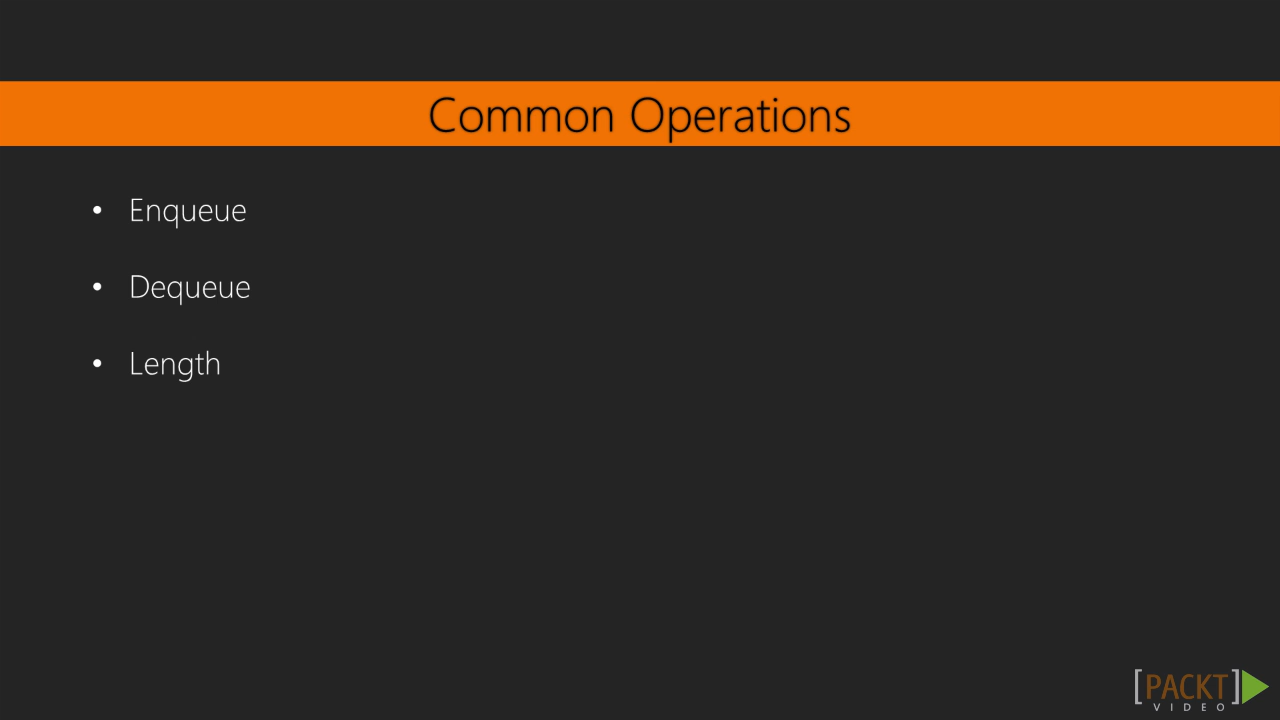 Common Operations
• Enqueue
• Dequeue
• Length
[PACKT]
VIDEO